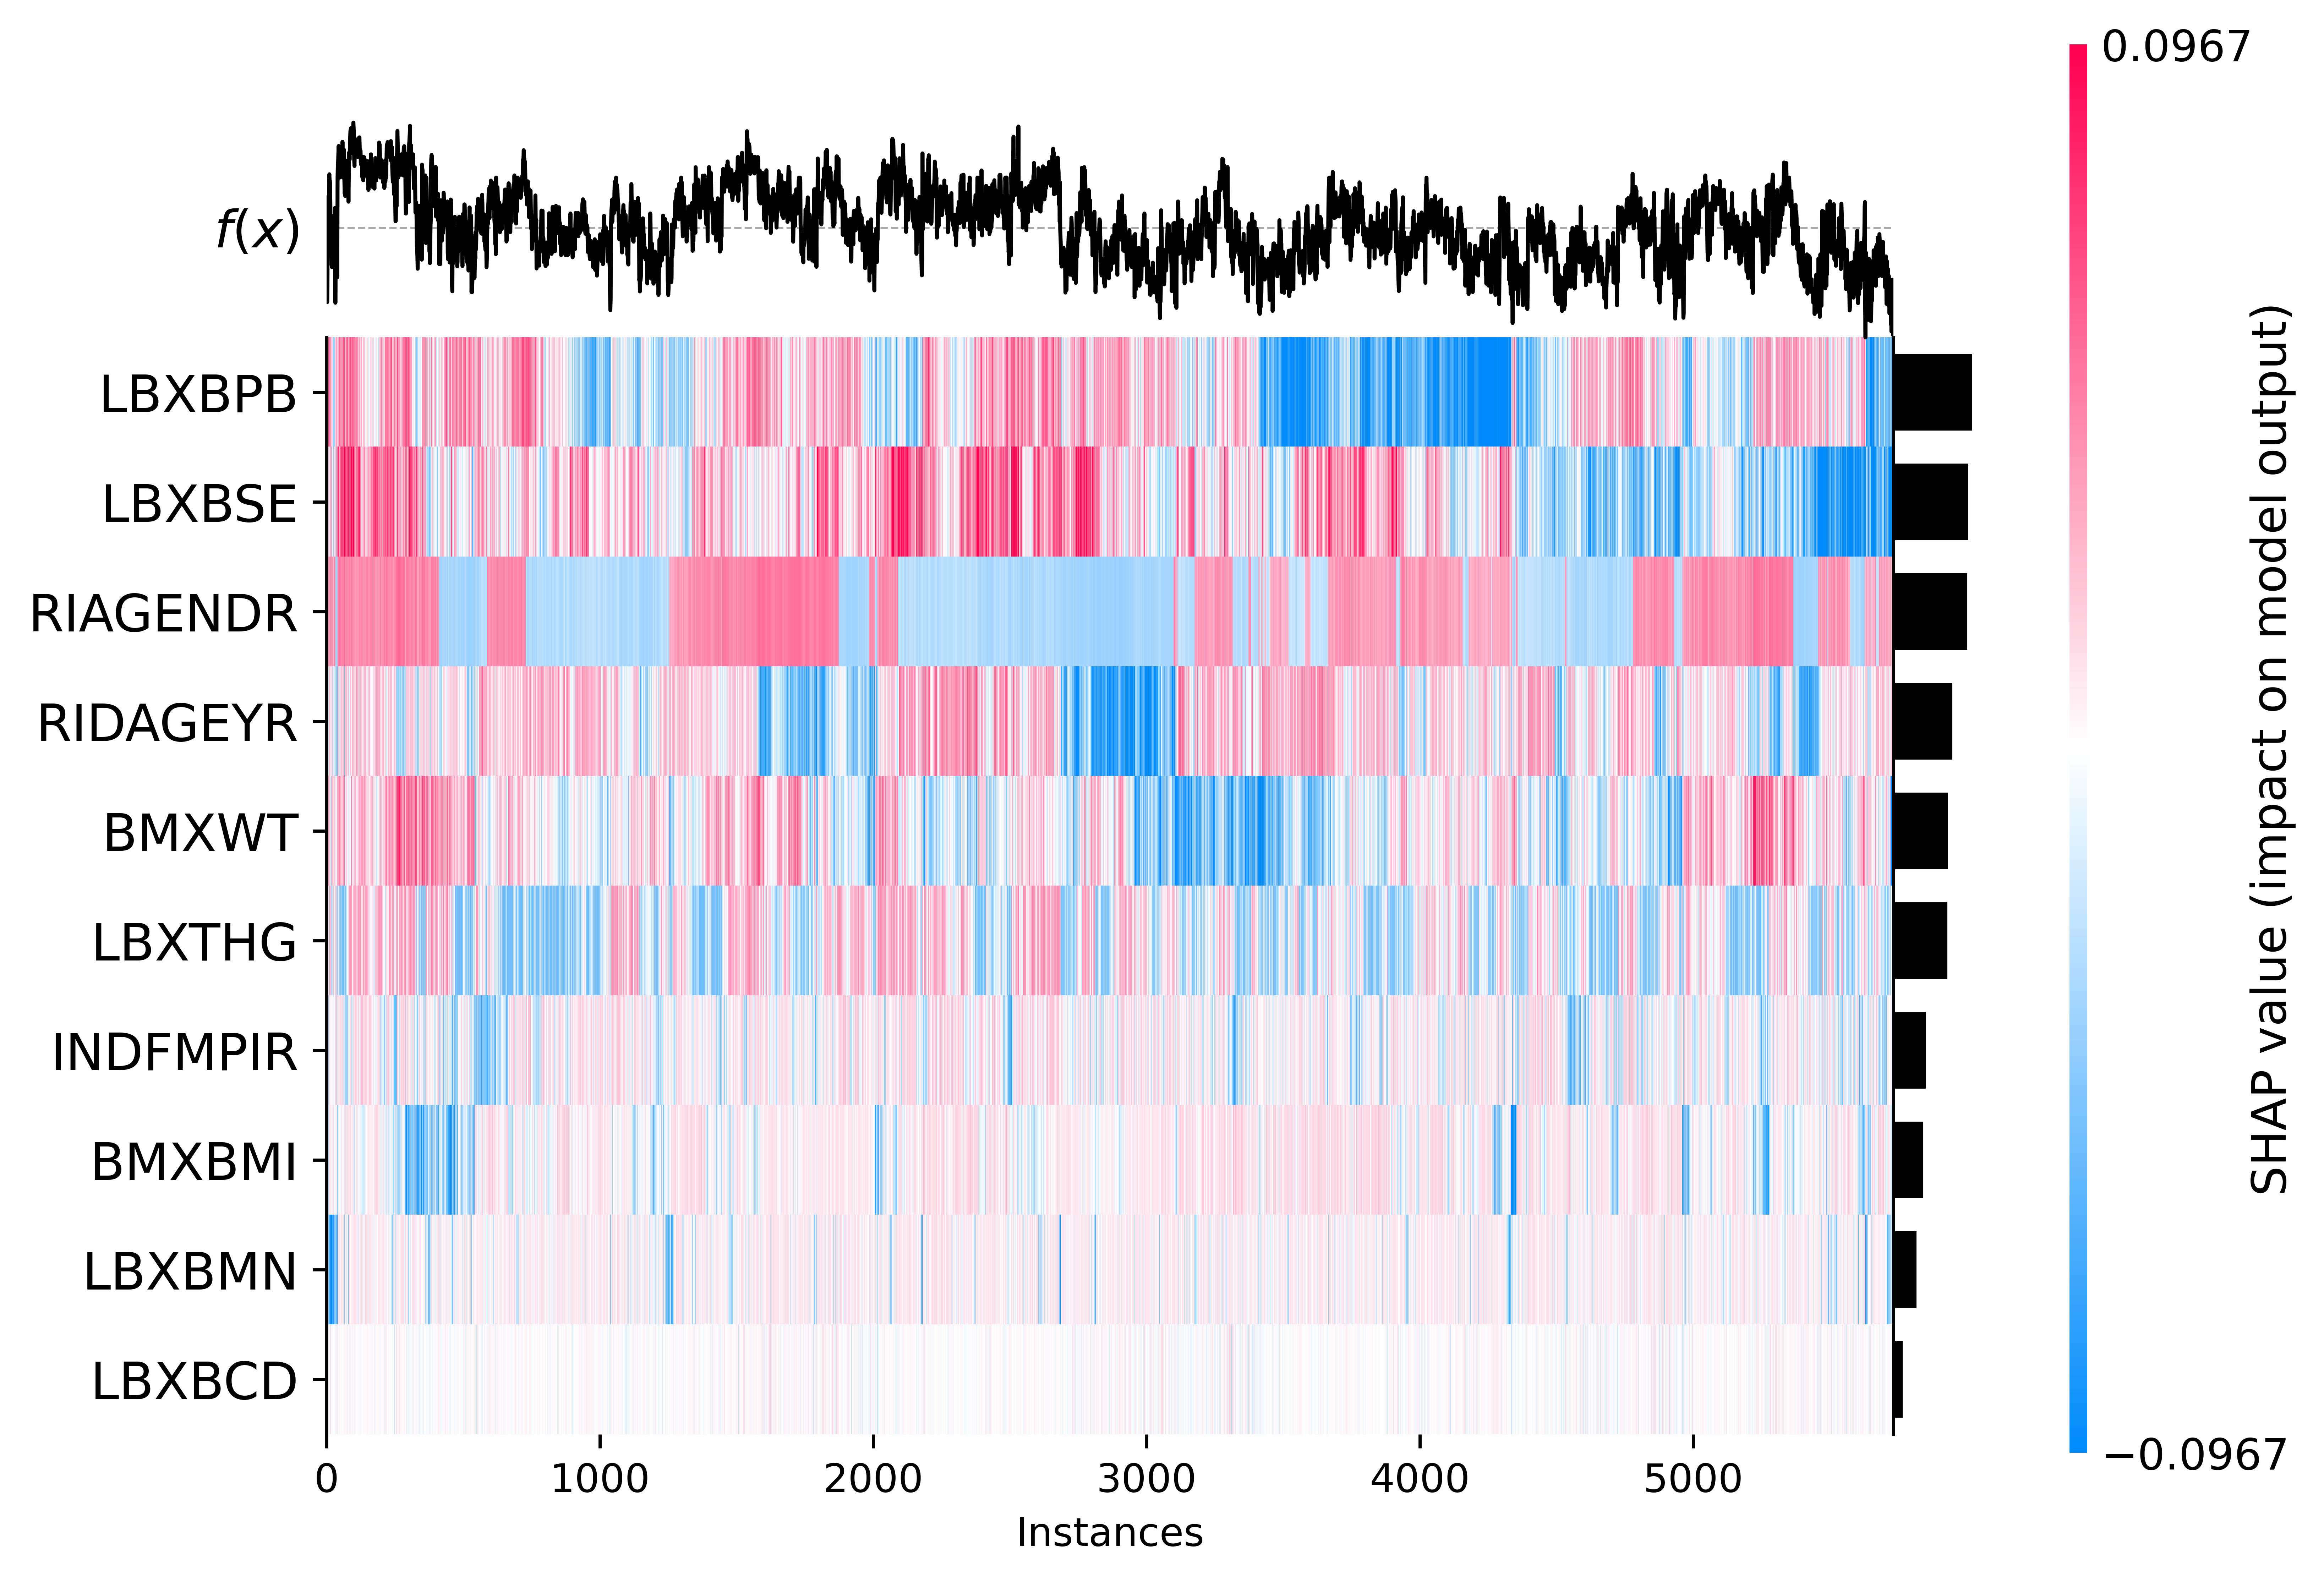 0.0967
f(x)
LBXBPB
LBXBSE
RIAGENDR
RIDAGEYR
BMXWT
LBXTHG
INDFMPIR
BMXBMI
LBXBMN
LBXBCD
0 1000 2000 3000 4000 5000
Instances
−0.0967
SHAP value (impact on model output)